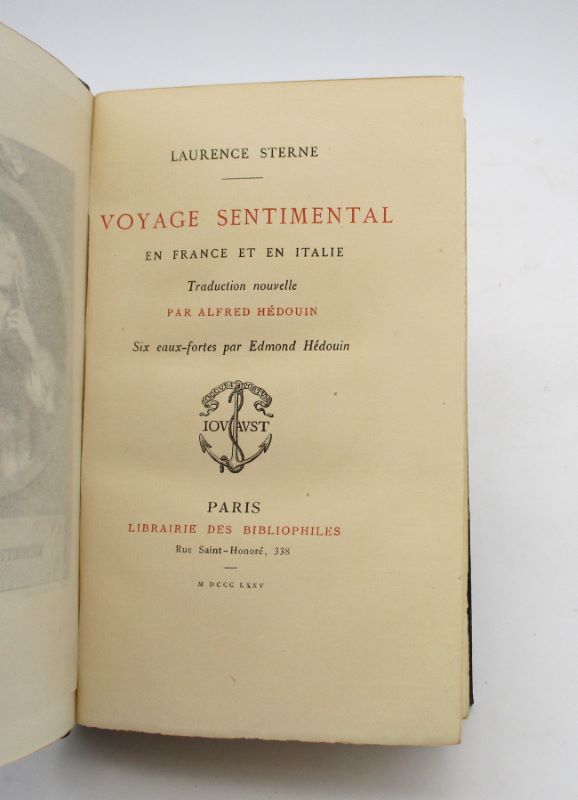 LAURENCE STERNE
VOYAGE SENTIMENTAL
EN FRANCE ET EN ITALIE
Traduction nouvelle
PAR ALFRED HÉDOUIN
Six eaux-fortes par Edmond Hédouin
IOVAVST
PARIS
LIBRAIRIE DES BIBLIOPHILES
Rue Saint-Honoré, 338
M DCCC LXXV